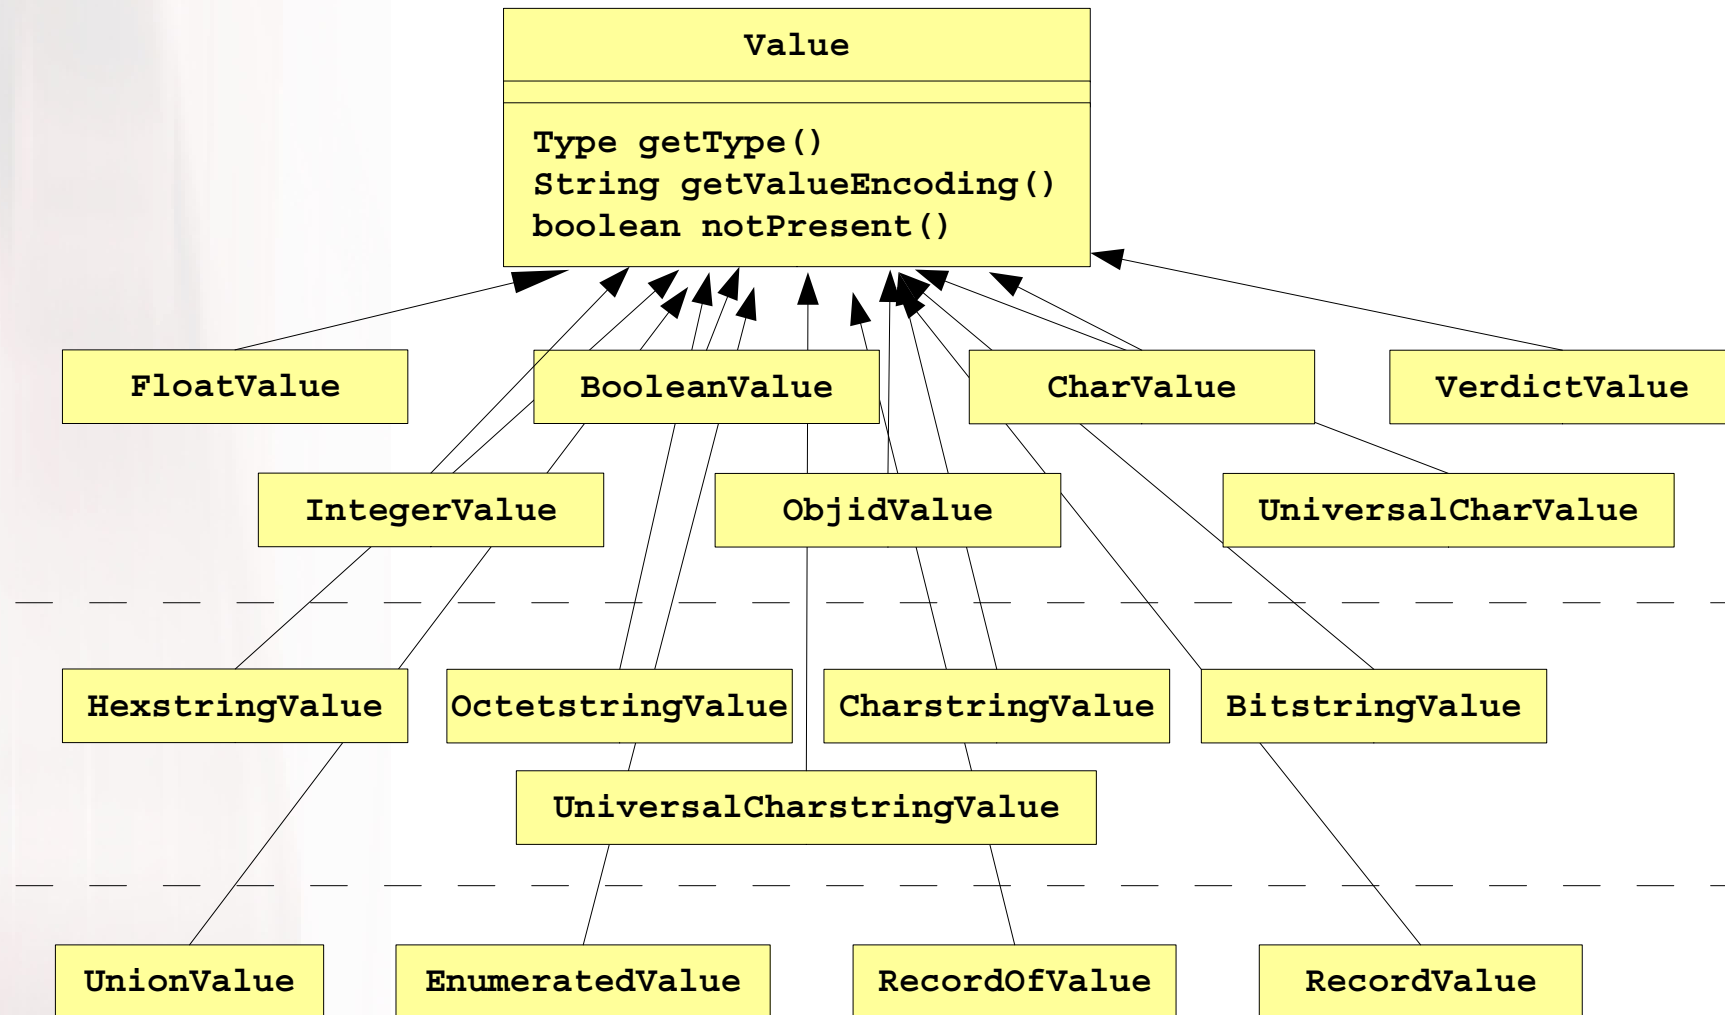 Value
Type getType()
String getValueEncoding()
boolean notPresent()
FloatValue
BooleanValue
CharValue
VerdictValue
IntegerValue
ObjidValue
UniversalCharValue
HexstringValue
OctetstringValue
CharstringValue
BitstringValue
UniversalCharstringValue
UnionValue
EnumeratedValue
RecordOfValue
RecordValue